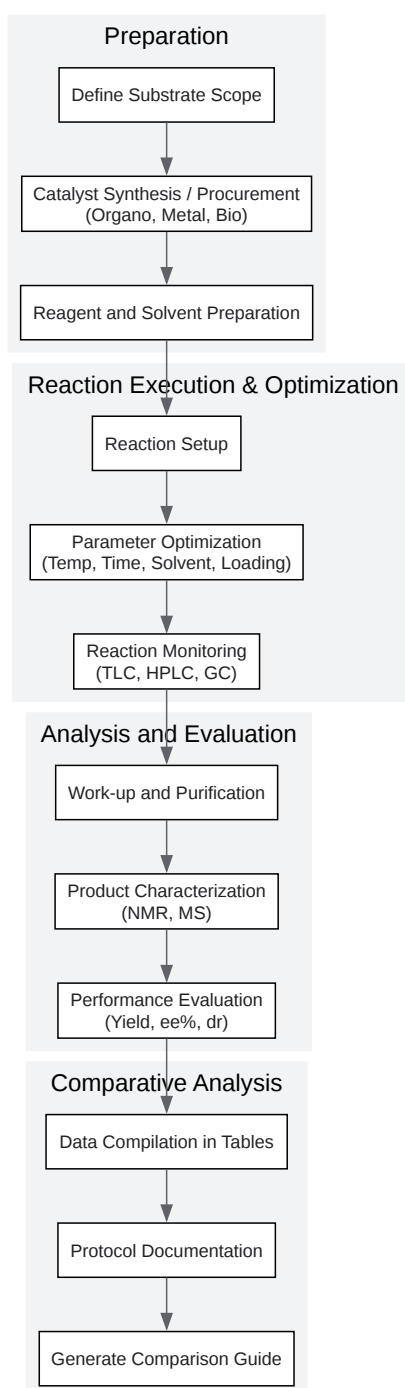 Preparation
Define Substrate Scope
Catalyst Synthesis / Procurement
(Organo, Metal, Bio)
Reagent and Solvent Preparation
Reaction Execution & Optimization
Reaction Setup
Parameter Optimization
(Temp, Time, Solvent, Loading)
Reaction Monitoring
(TLC, HPLC, GC)
Analysis and Evaluation
Work-up and Purification
Product Characterization
(NMR, MS)
Performance Evaluation
(Yield, ee%, dr)
Comparative Analysis
Data Compilation in Tables
Protocol Documentation
Generate Comparison Guide